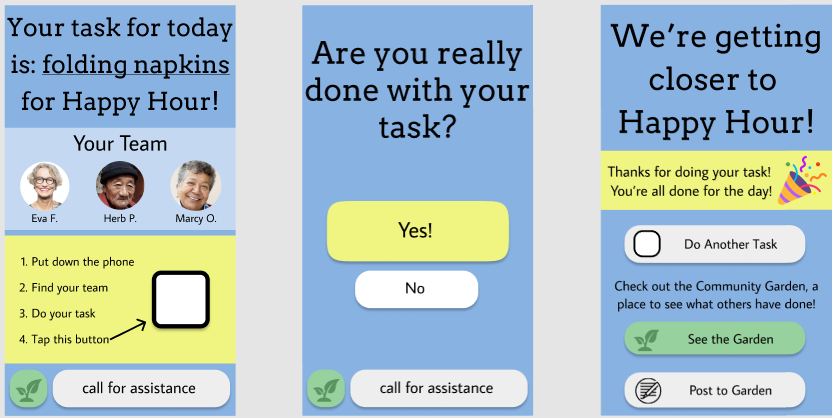 Your task for today
is: folding napkins
for Happy Hour!
Your Team
Eva F.
Herb P.
Marcy O.
1. Put down the phone
2. Find your team
3. Do your task
4. Tap this button
call for assistance
Are you really
done with your
task?
Yes!
No
call for assistance
We're getting
closer to
Happy Hour!
Thanks for doing your task!
You're all done for the day!
Do Another Task
Check out the Community Garden, a
place to see what others have done!
See the Garden
Post to Garden